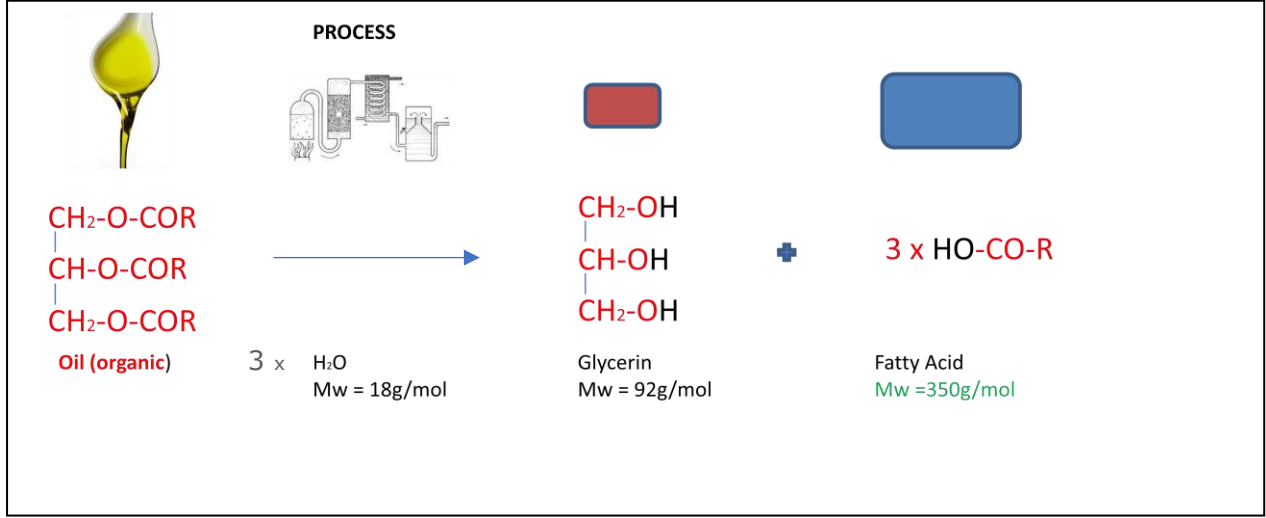 PROCESS
CH2-O-COR
CH-O-COR
CH2-O-COR
Oil (organic)
3 x
H2O
Mw = 18g/mol
CH2-OH
CH-OH
CH2-OH
Glycerin
Mw = 92g/mol
3 x HO-CO-R
Fatty Acid
Mw =350g/mol